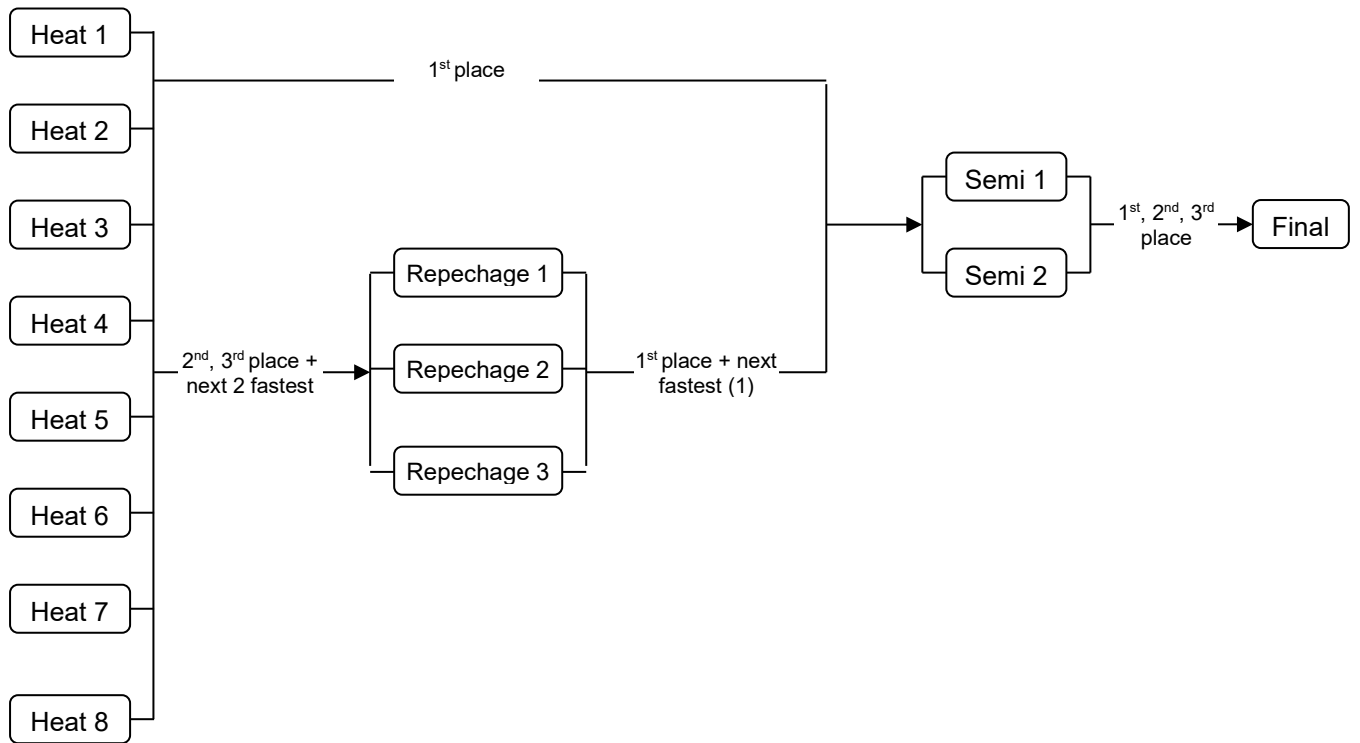 Heat 1
1st place
Heat 2
Semi 1
Heat 3
1st, 2nd, 3rd
place
Final
Repechage 1
Semi 2
Heat 4
2nd, 3rd place +
next 2 fastest
Repechage 2
1st place + next
fastest (1)
Heat 5
Repechage 3
Heat 6
Heat 7
Heat 8